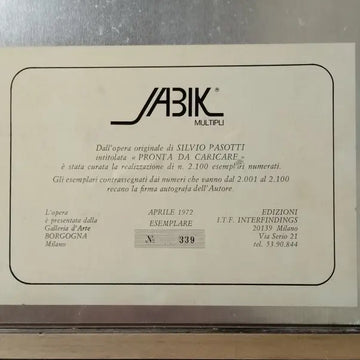 JABIK®
MULTIPLI
Dall'opera originale di SILVIO PASOTTI
intitolata « PRONTA DA CARICARE »
è stata curata la realizzazione di n. 2.100 esemplari numerati.
Gli esemplari contrassegnati dai numeri che vanno dal 2.001 al 2.100
recano la firma autografa dell'Autore.
L'opera
è presentata dalla
Galleria d'Arte
BORGOGNA
Milano
APRILE 1972
ESEMPLARE
№ 339
EDIZIONI
I.T.F. INTERFINDINGS
20139 Milano
Via Serio 21
tel. 53.90.844